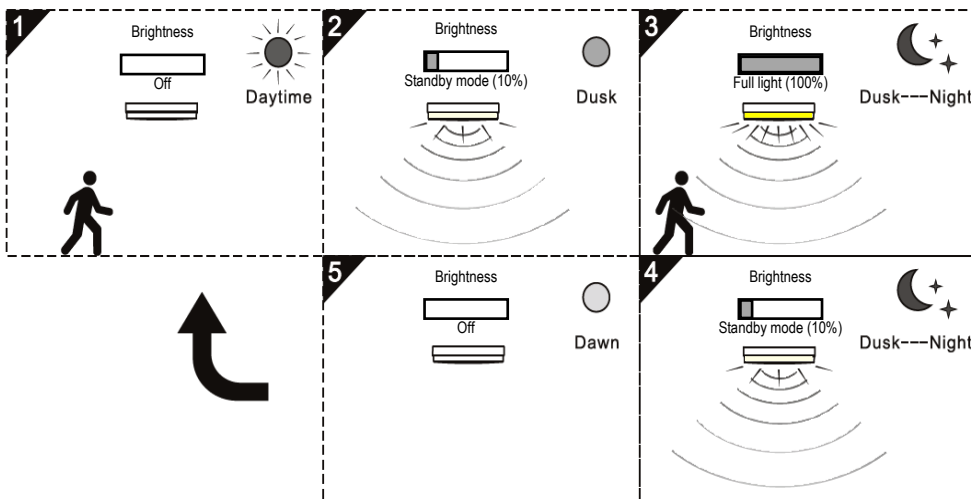 1
Brightness
Off
Daytime
2
Brightness
Standby mode (10%)
Dusk
3
Brightness
Full light (100%)
Dusk---Night
5
Brightness
Off
Dawn
4
Brightness
Standby mode (10%)
Dusk---Night